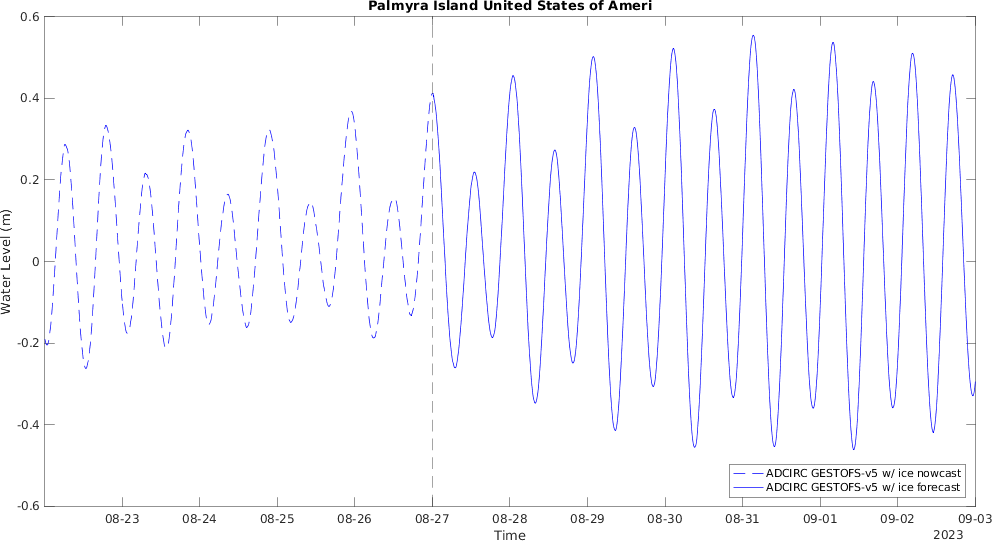 Palmyra Island United States of Ameri
0.6
0.4
0.2
0
-0.2
-0.4
-0.6
Water Level (m)
ADCIRC GESTOFS-v5 w/ ice nowcast
ADCIRC GESTOFS-v5 w/ ice forecast
08-23 08-24 08-25 08-26 08-27 08-28 08-29 08-30 08-31 09-01 09-02 09-03
Time
2023